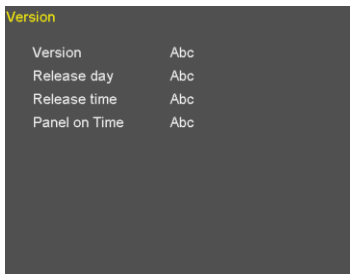 Version
Version Abc
Release day Abc
Release time Abc
Panel on Time Abc